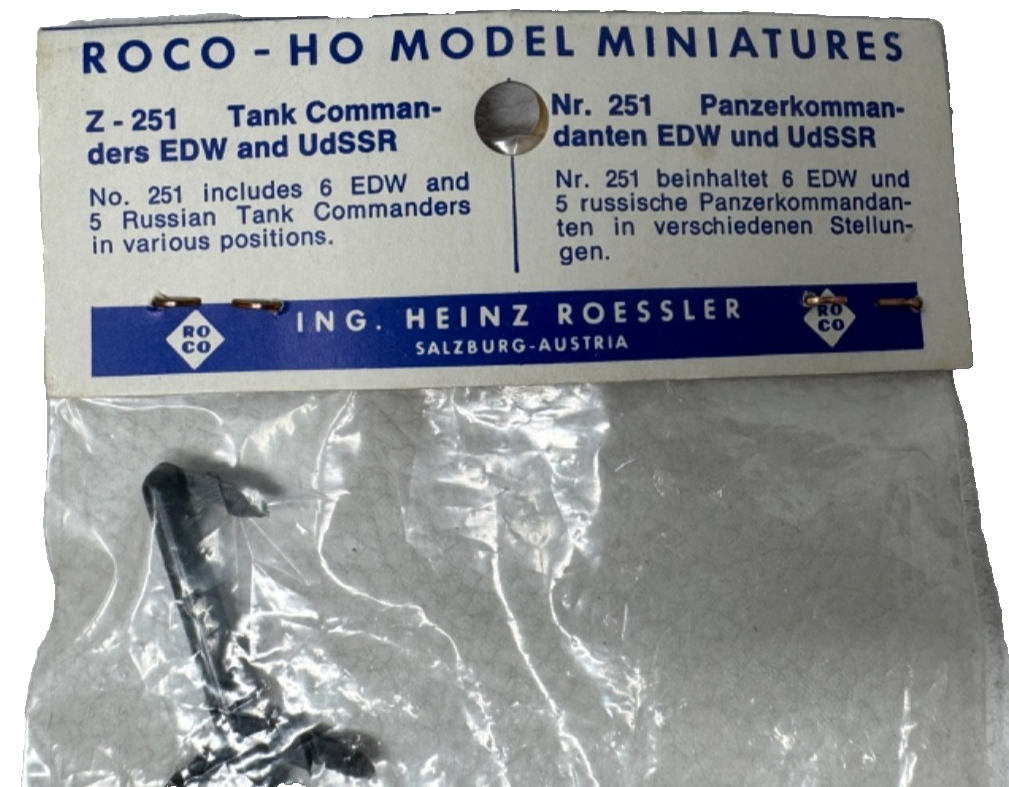 ROCO - HO MODEL MINIATURES
Z - 251 Tank Comman-
ders EDW and UdSSR
No. 251 includes 6 EDW and
5 Russian Tank Commanders
in various positions.
Nr. 251 Panzerkomman-
danten EDW und UdSSR
Nr. 251 beinhaltet 6 EDW und
5 russische Panzerkommandan-
ten in verschiedenen Stellun-
gen.
RO
CO
ING. HEINZ ROESSLER
SALZBURG-AUSTRIA
RO
CO